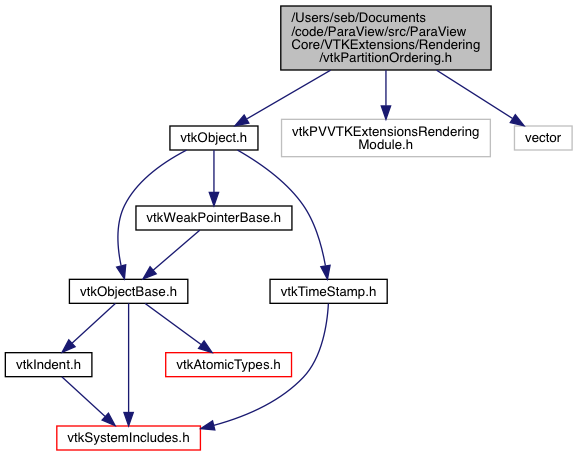 /Users/seb/Documents
/code/ParaView/src/ParaView
Core/VTKExtensions/Rendering
/vtkPartitionOrdering.h
vtkObject.h
vtkPVVTKExtensionsRendering
Module.h
vector
vtkWeakPointerBase.h
vtkObjectBase.h
vtkTimeStamp.h
vtkIndent.h
vtkAtomicTypes.h
vtkSystemIncludes.h